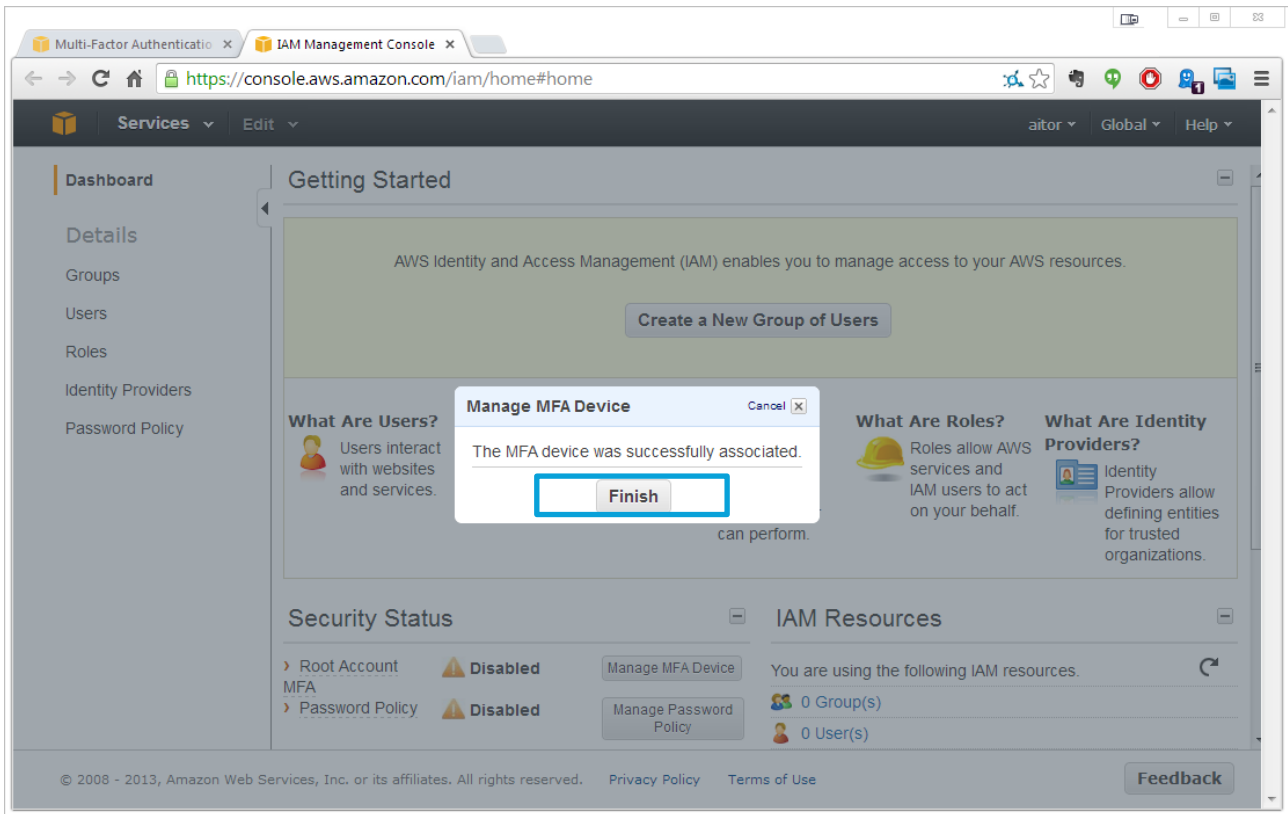 Multi-Factor Authenticatio
IAM Management Console
https://console.aws.amazon.com/iam/home#home
1
Services Edit aitor Global Help
Dashboard
Details
Groups
Users
Roles
Identity Providers
Password Policy
Getting Started
AWS Identity and Access Management (IAM) enables you to manage access to your AWS resources.
Create a New Group of Users
What Are Users?
Users interact
with websites
and services.
can perform.
What Are Roles?
Roles allow AWS
services and
IAM users to act
on your behalf.
What Are Identity
Providers?
Identity
Providers allow
defining entities
for trusted
organizations.
Manage MFA Device Cancel
The MFA device was successfully associated.
Finish
Security Status
Root Account
MFA
Disabled
Manage MFA Device
Password Policy
Disabled
Manage Password
Policy
IAM Resources
You are using the following IAM resources.
0 Group(s)
0 User(s)
© 2008 - 2013, Amazon Web Services, Inc. or its affiliates. All rights reserved. Privacy Policy Terms of Use
Feedback